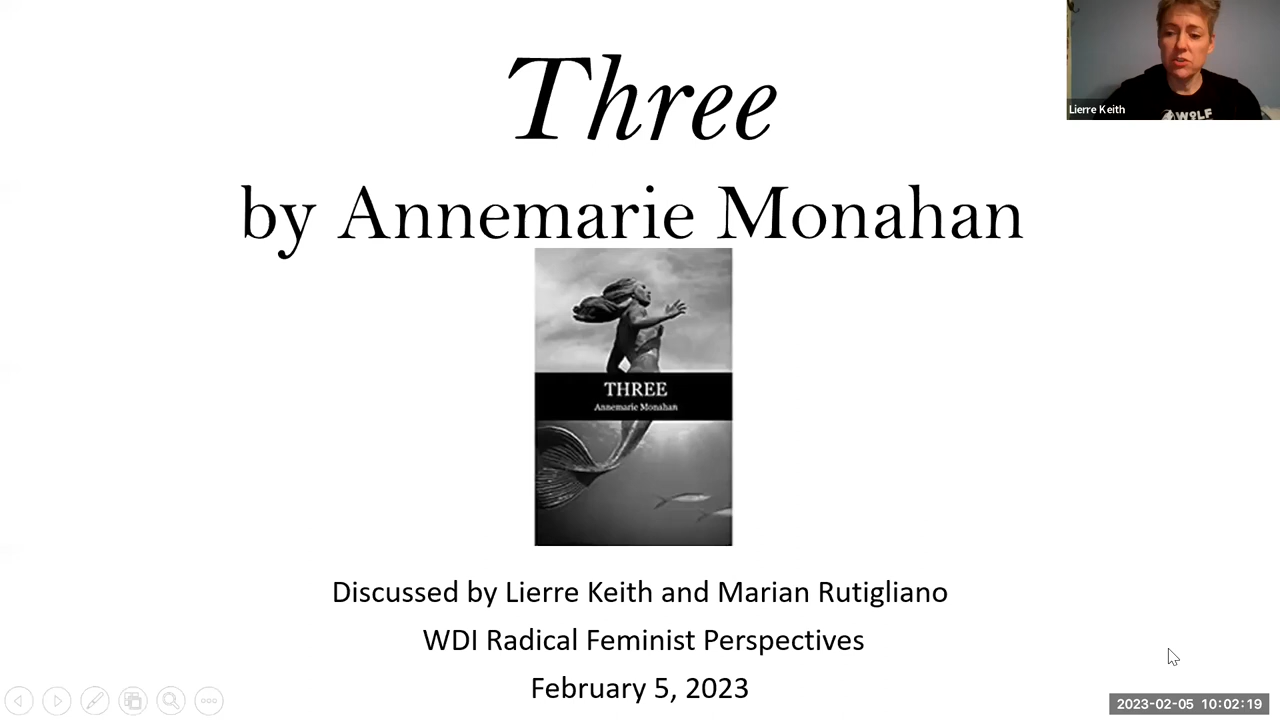 Three
by Annemarie Monahan
THREE
Annemarie Monahan
Discussed by Lierre Keith and Marian Rutigliano
WDI Radical Feminist Perspectives
February 5, 2023
Lierre Keith
WoLF
2023-02-05 10:02:19